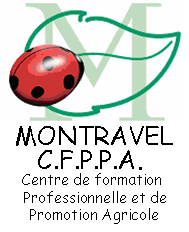 M
MONTRAVEL
C.F.P.P.A.
Centre de formation
Professionnelle et de
Promotion Agricole